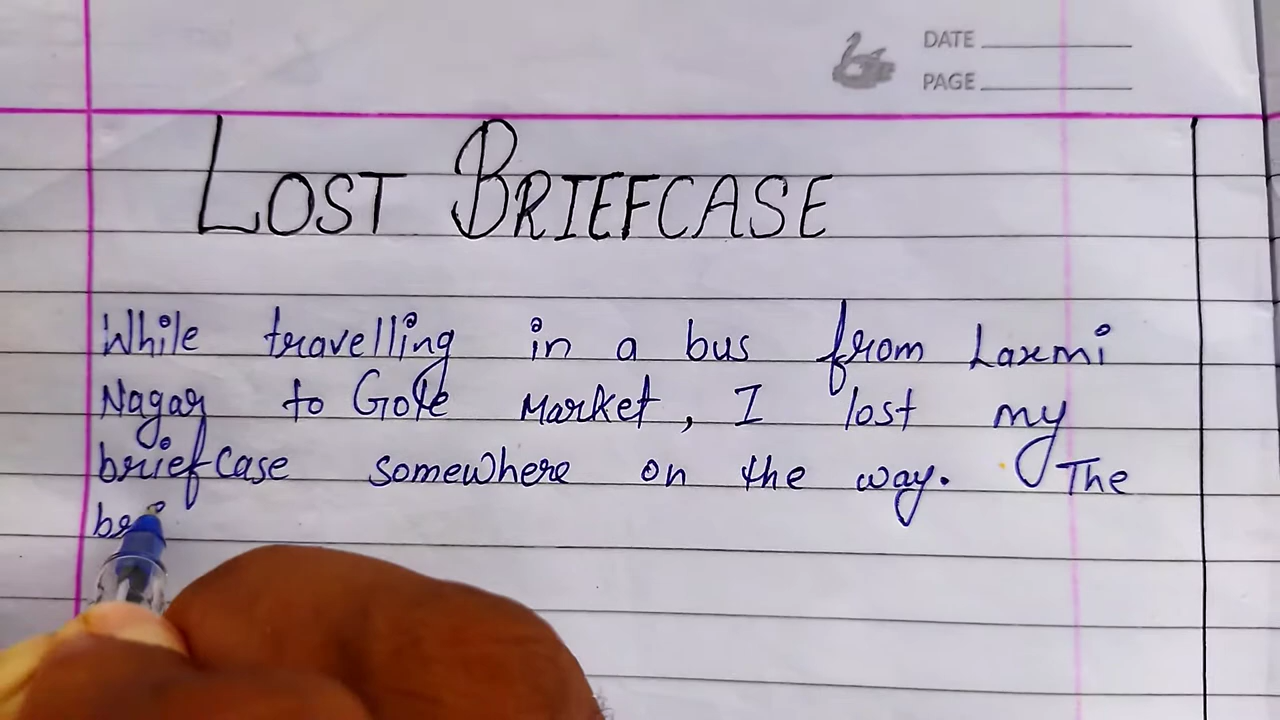 DATE
PAGE
LOST BRIEFCASE
While travelling in a bus from Laxmi
Nagar to Gole Market, I lost my
briefcase somewhere on the way. The